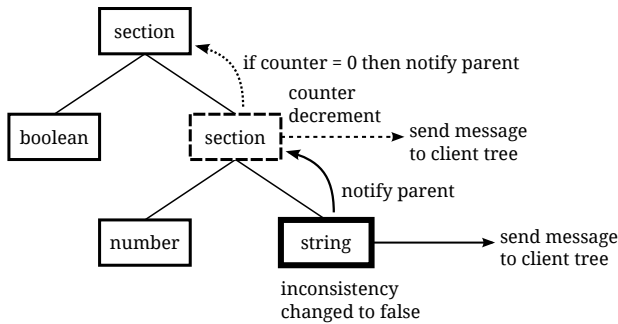 section
if counter = 0 then notify parent
counter
decrement
boolean
section
send message
to client tree
notify parent
number
string
send message
to client tree
inconsistency
changed to false